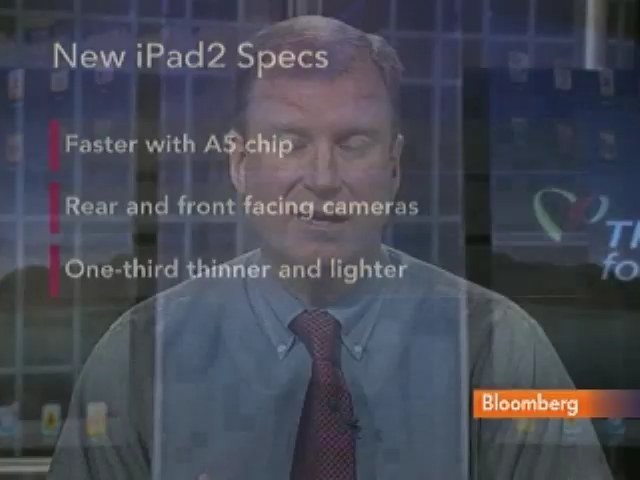 New iPad2 Specs
Faster with A5 chip
Rear and front facing cameras
One-third thinner and lighter
Bloomberg